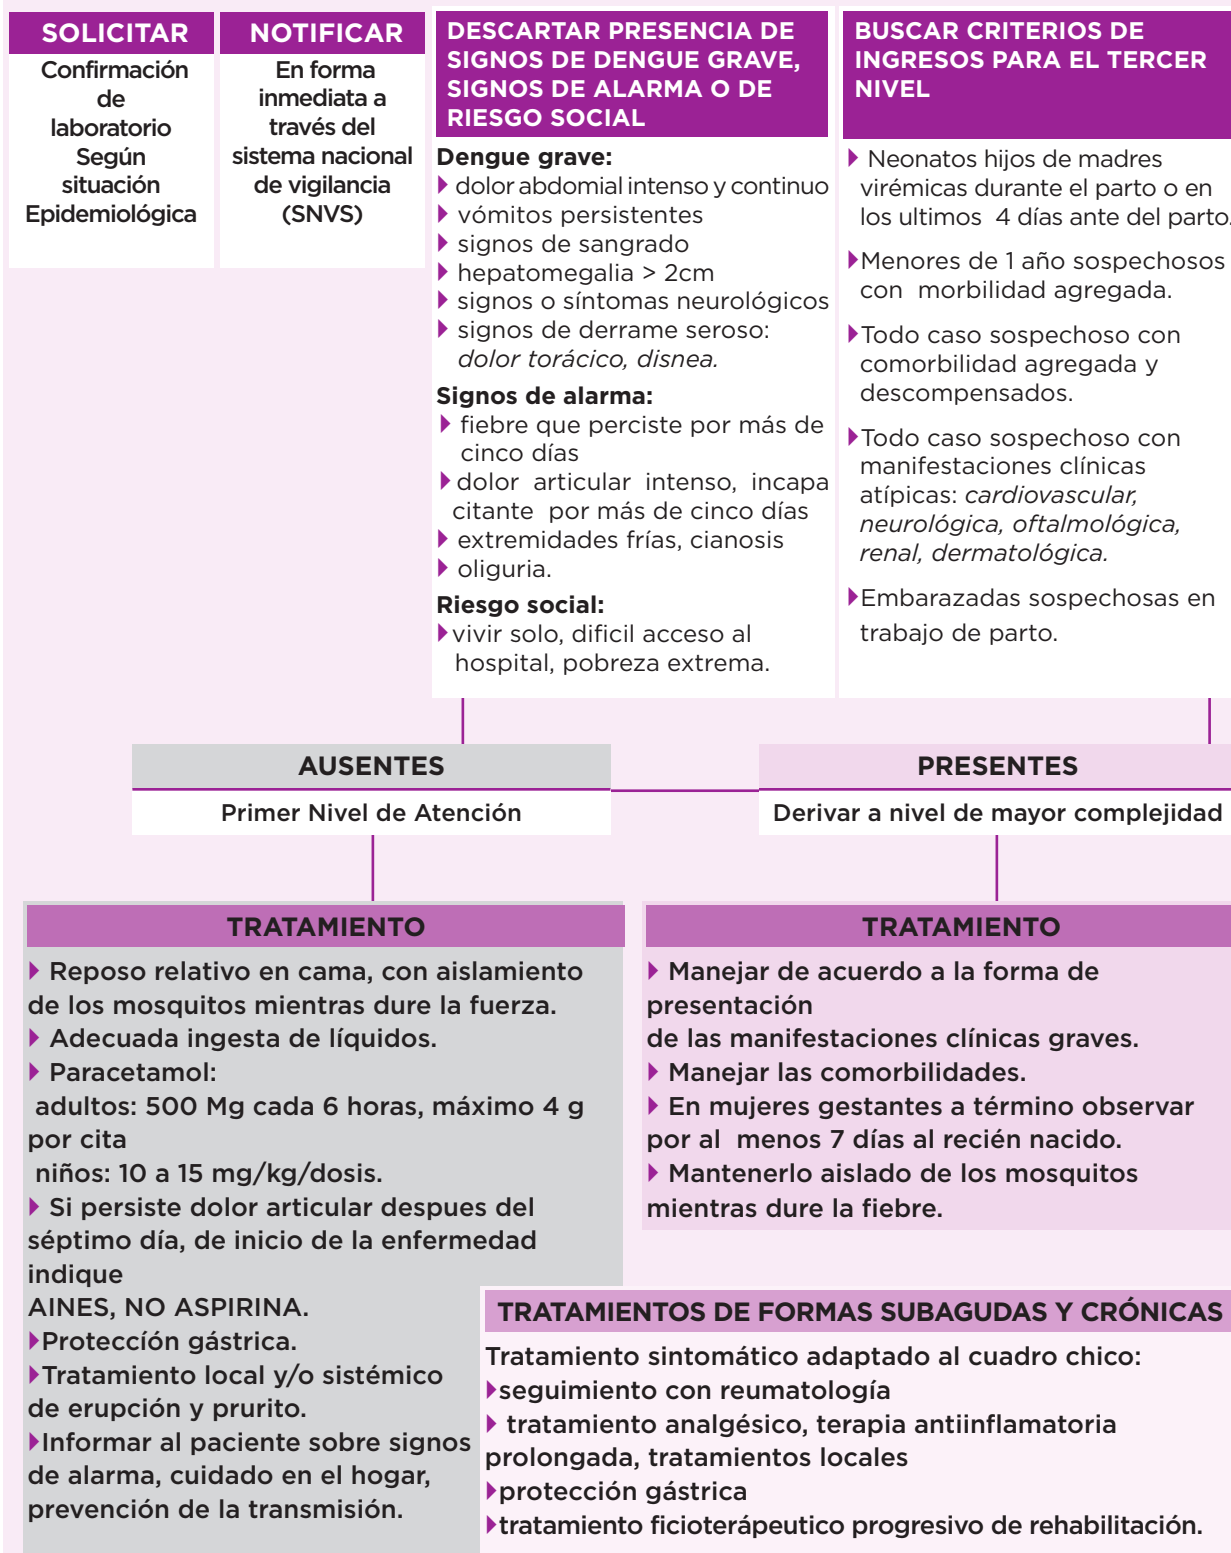 SOLICITAR
Confirmación
de
laboratorio
Según
situación
Epidemiológica
NOTIFICAR
En forma
inmediata a
través del
sistema nacional
de vigilancia
(SNVS)
DESCARTAR PRESENCIA DE
SIGNOS DE DENGUE GRAVE,
SIGNOS DE ALARMA O DE
RIESGO SOCIAL
Dengue grave:
dolor abdomial intenso y continuo
vómitos persistentes
signos de sangrado
hepatomegalia > 2cm
signos o síntomas neurológicos
signos de derrame seroso:
dolor torácico, disnea.
Signos de alarma:
fiebre que perciste por más de
cinco días
dolor articular intenso, incapa
citante por más de cinco días
extremidades frías, cianosis
oliguria.
Riesgo social:
vivir solo, dificil acceso al
hospital, pobreza extrema.
BUSCAR CRITERIOS DE
INGRESOS PARA EL TERCER
NIVEL
Neonatos hijos de madres
virémicas durante el parto o en
los ultimos 4 días ante del parto.
Menores de 1 año sospechosos
con morbilidad agregada.
Todo caso sospechoso con
comorbilidad agregada y
descompensados.
Todo caso sospechoso con
manifestaciones clínicas
atípicas: cardiovascular,
neurológica, oftalmológica,
renal, dermatológica.
Embarazadas sospechosas en
trabajo de parto.
AUSENTES
Primer Nivel de Atención
PRESENTES
Derivar a nivel de mayor complejidad
TRATAMIENTO
Reposo relativo en cama, con aislamiento
de los mosquitos mientras dure la fuerza.
Adecuada ingesta de líquidos.
Paracetamol:
adultos: 500 Mg cada 6 horas, máximo 4 g
por cita
niños: 10 a 15 mg/kg/dosis.
Si persiste dolor articular despues del
séptimo día, de inicio de la enfermedad
indique
AINES, NO ASPIRINA.
Proteccíón gástrica.
Tratamiento local y/o sistémico
de erupción y prurito.
Informar al paciente sobre signos
de alarma, cuidado en el hogar,
prevención de la transmisión.
TRATAMIENTO
Manejar de acuerdo a la forma de
presentación
de las manifestaciones clínicas graves.
Manejar las comorbilidades.
En mujeres gestantes a término observar
por al menos 7 días al recién nacido.
Mantenerlo aislado de los mosquitos
mientras dure la fiebre.
TRATAMIENTOS DE FORMAS SUBAGUDAS Y CRÓNICAS
Tratamiento sintomático adaptado al cuadro chico:
seguimiento con reumatología
tratamiento analgésico, terapia antiinflamatoria
prolongada, tratamientos locales
protección gástrica
tratamiento ficioterápeutico progresivo de rehabilitación.